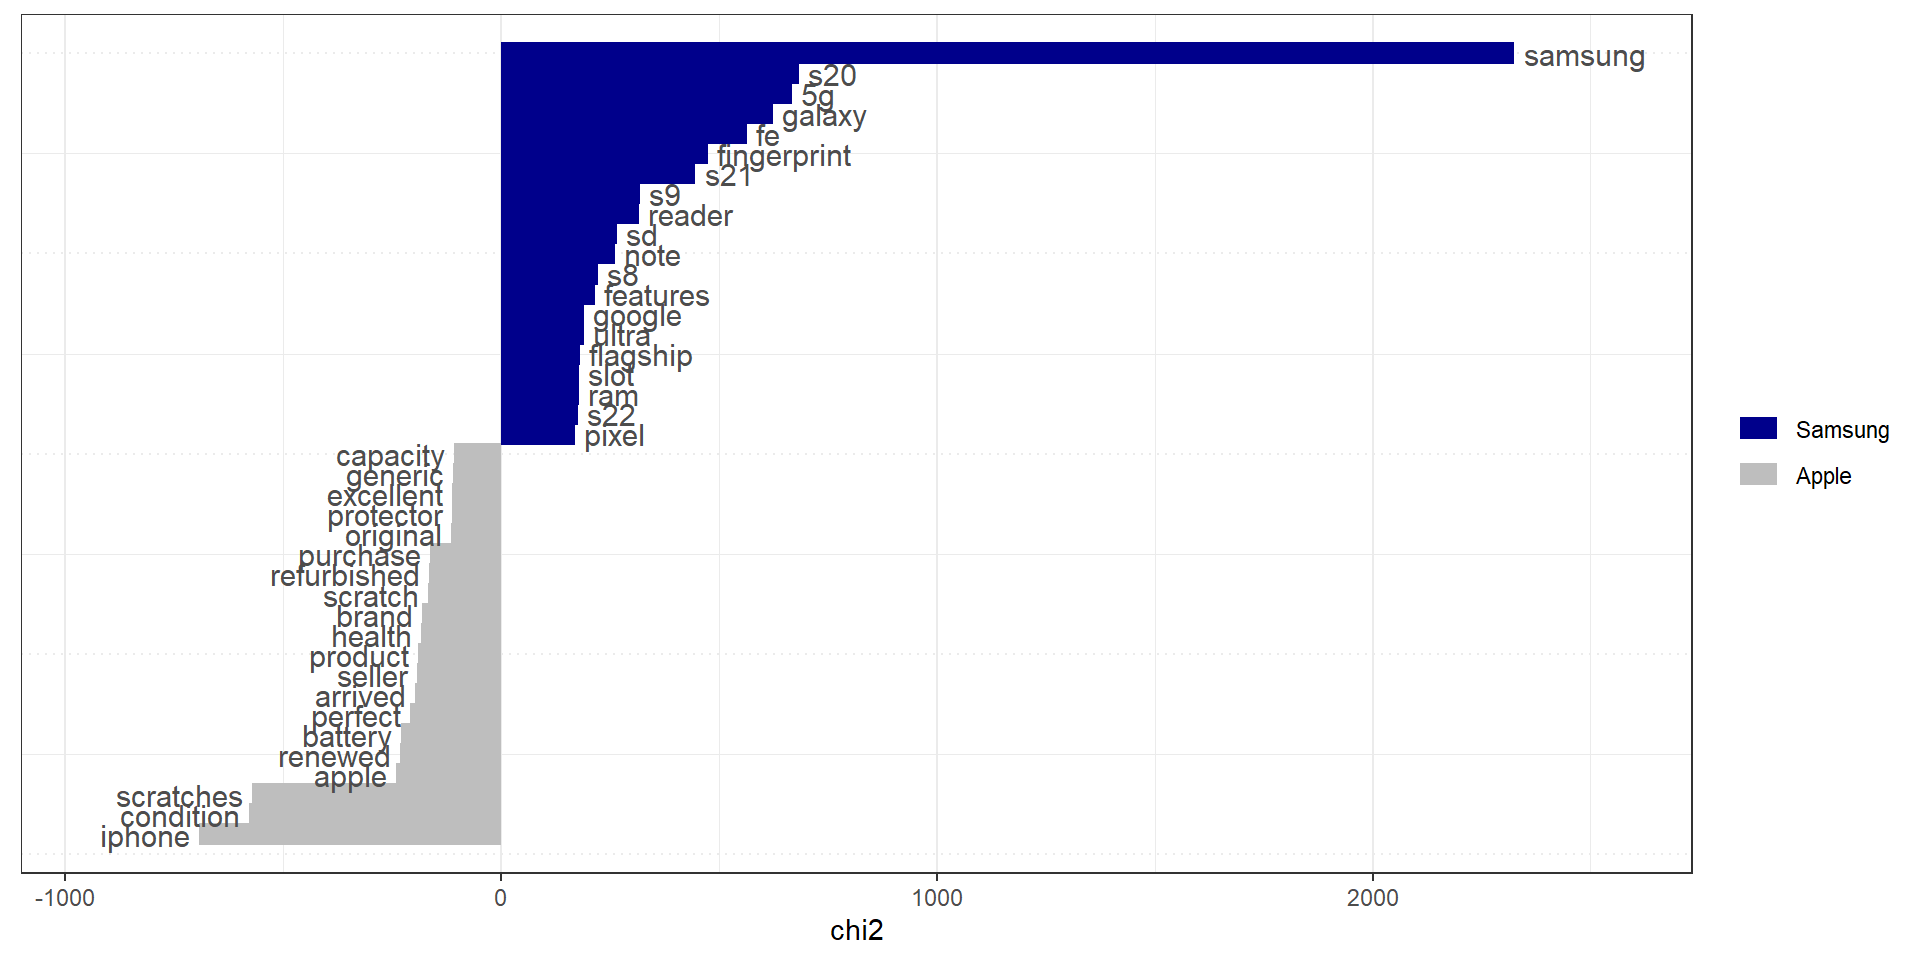 samsung
s20
5g
galaxy
fe
fingerprint
s21
s9
reader
sd
note
s8
features
google
ultra
flagship
slot
ram
s22
pixel
capacity
generic
excellent
protector
original
purchase
refurbished
scratch
brand
health
product
seller
arrived
perfect
battery
renewed
apple
scratches
condition
iphone
Samsung
Apple
-1000 0 1000 2000
chi2